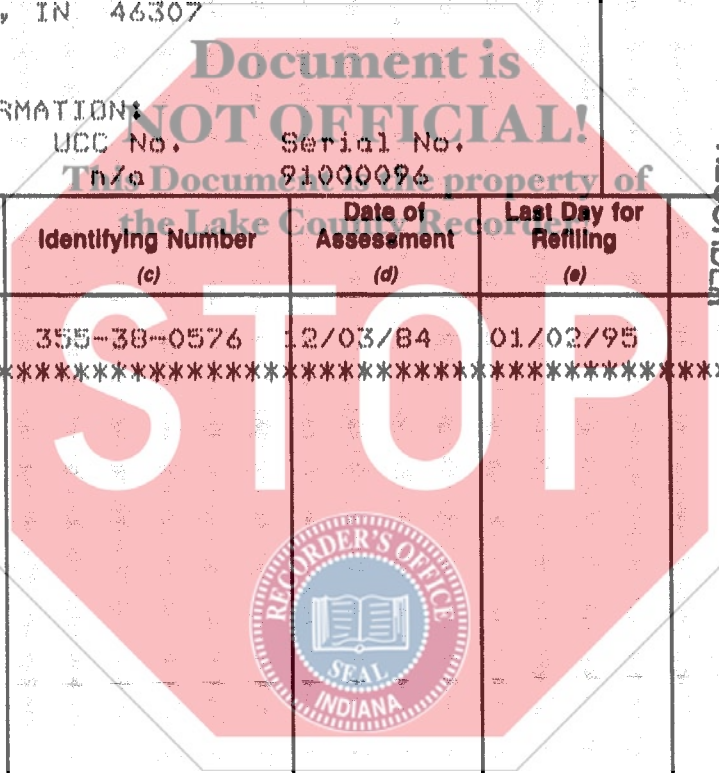 , IN 46307
Document is
RMATION:
NOT OFFICIAL!
UCC No. Serial No.
n/a 91000096
This Document is the property of
the Lake County Recorder!
Identifying Number
(c)
Date of
Assessment
(d)
Last Day for
Refiling
(e)
355-38-0576 12/03/84 01/02/95
**********************************************
STOP
RECORDER'S OFFICE
SEAL
INDIANA